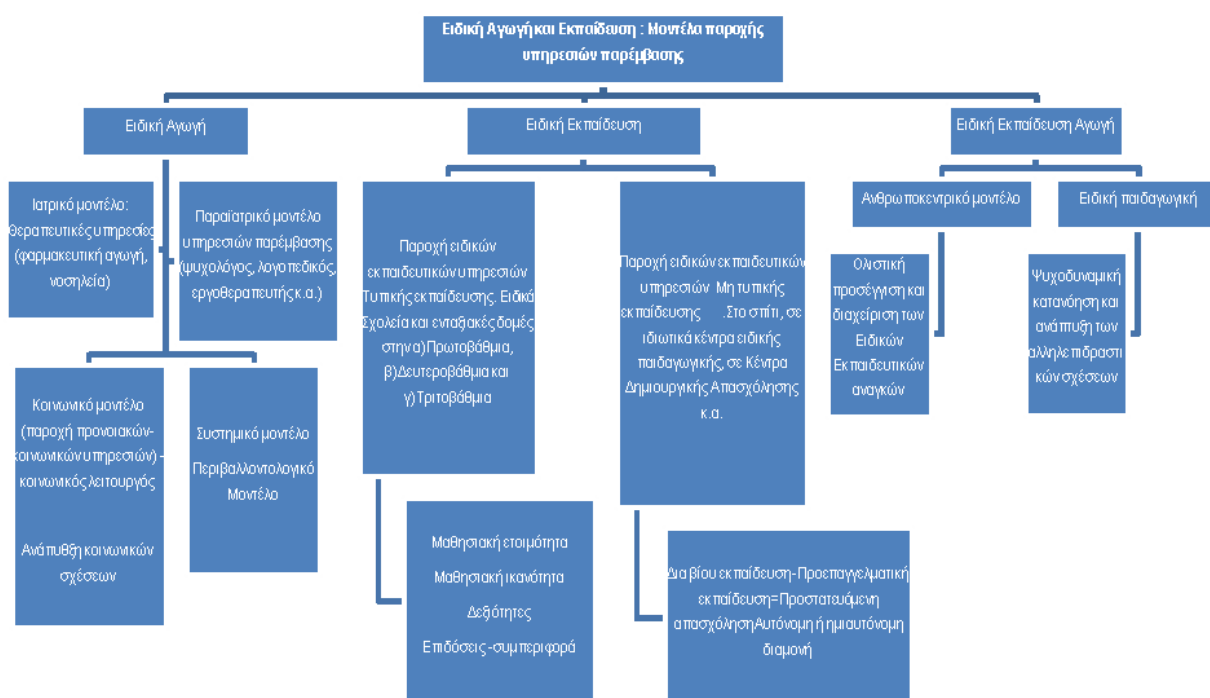 Ειδική Αγωγή και Εκπαίδευση : Μοντέλα παροχής
υπηρεσιών παρέμβασης
Ειδική Αγωγή
Ειδική Εκπαίδευση
Ειδική Εκπαίδευση Αγωγή
Ιατρικό μοντέλο:
θεραπευτικές υπηρεσίες
(φαρμακευτική αγωγή,
νοσηλεία)
Παραϊατρικό μοντέλο
υπηρεσιών παρέμβασης
(ψυχολόγος, λογοπεδικός,
εργοθεραπευτής κ.α.)
Κοινωνικό μοντέλο
(παροχή προνοιακών-
κοινωνικών υπηρεσιών) -
κοινωνικός λειτουργός
Ανάπυθξη κοινωνικών
σχέσεων
Συστημικό μοντέλο
Περιβαλλοντολογικό
Μοντέλο
Παροχή ειδικών
εκπαιδευτικών υπηρεσιών
Τυπικής εκπαίδευσης. Ειδικά
Σχολεία και ενταξιακές δομές
στην α)Πρωτοβάθμια,
β)Δευτεροβάθμια και
γ)Τριτοβάθμια
Μαθησιακή ετοιμότητα
Μαθησιακή ικανότητα
Δεξιότητες
Επιδόσεις -συμπεριφορά
Παροχή ειδικών εκπαιδευτικών
υπηρεσιών Μη τυπικής
εκπαίδευσης .Στο σπίτι, σε
ιδιωτικά κέντρα ειδικής
παιδαγωγικής, σε Κέντρα
Δημιουργικής Απασχόλησης
κ.α.
Δια βίου εκπαίδευση- Προεπαγγελματική
εκπαίδευση=Προστατευόμενη
απασχόλησηΑυτόνομη ή ημιαυτόνομη
διαμονή
Ανθρωποκεντρικό μοντέλο
Ολιστική
προσέγγιση και
διαχείριση των
Ειδικών
Εκπαιδευτικών
αναγκών
Ειδική παιδαγωγική
Ψυχοδυναμική
κατανόηση και
ανάπτυξη των
αλληλεπιδραστι
κών σχέσεων